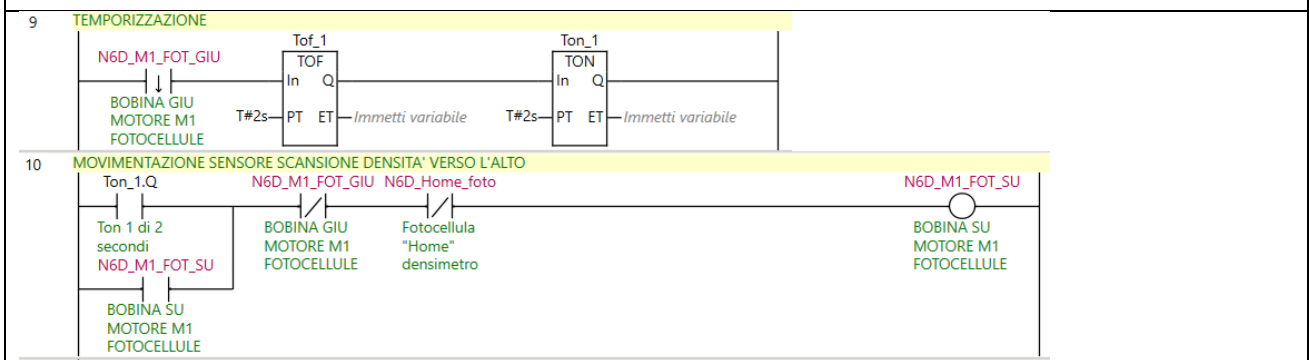 9 TEMPORIZZAZIONE
Tof_1 Ton_1
N6D_M1_FOT_GIU TOF TON
In Q In Q
BOBINA GIU
MOTORE M1 T#2s PT ET Immetti variabile T#2s PT ET Immetti variabile
FOTOCELLULE
10 MOVIMENTAZIONE SENSORE SCANSIONE DENSITA' VERSO L'ALTO
Ton_1.Q N6D_M1_FOT_GIU N6D_Home_foto N6D_M1_FOT_SU
Ton 1 di 2 BOBINA GIU Fotocellula BOBINA SU
secondi MOTORE M1 "Home" MOTORE M1
N6D_M1_FOT_SU FOTOCELLULE densimetro FOTOCELLULE
BOBINA SU
MOTORE M1
FOTOCELLULE